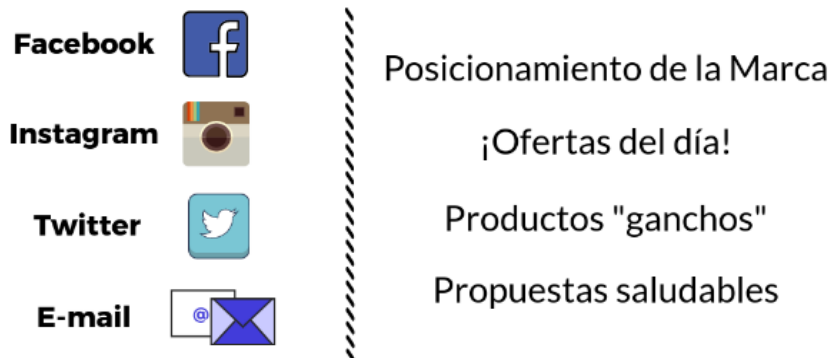 Facebook
Instagram
Twitter
E-mail
@
Posicionamiento de la Marca
¡Ofertas del día!
Productos "ganchos"
Propuestas saludables